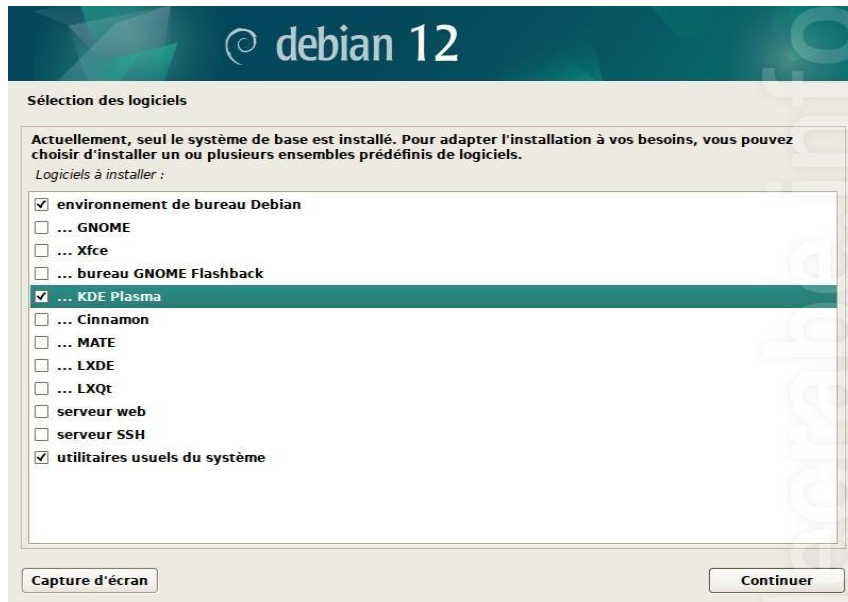 debian 12
Sélection des logiciels
Actuellement, seul le système de base est installé. Pour adapter l'installation à vos besoins, vous pouvez
choisir d'installer un ou plusieurs ensembles prédéfinis de logiciels.
Logiciels à installer :
environnement de bureau Debian
... GNOME
... Xfce
... bureau GNOME Flashback
... KDE Plasma
... Cinnamon
... MATE
... LXDE
... LXQt
serveur web
serveur SSH
utilitaires usuels du système
Capture d'écran
Continuer